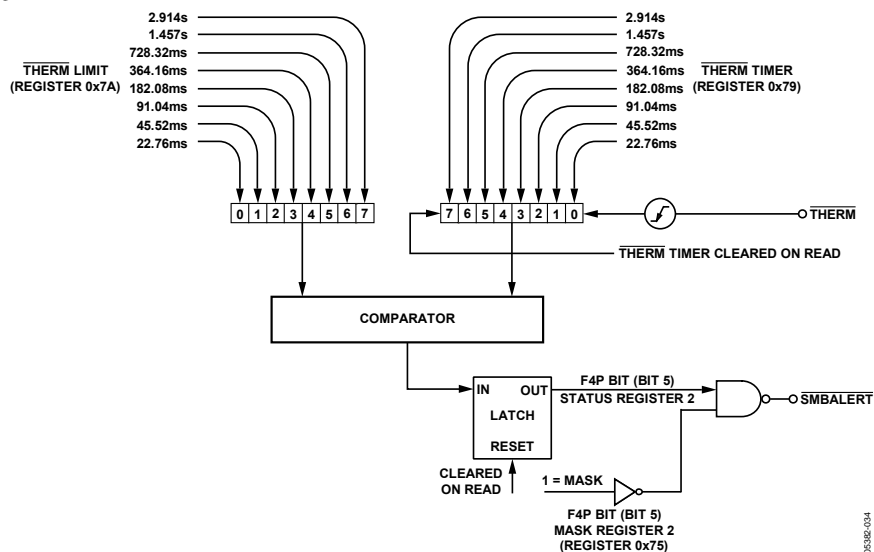 2.914s
1.457s
728.32ms
364.16ms
182.08ms
91.04ms
45.52ms
22.76ms
THERM LIMIT
(REGISTER 0x7A)
2.914s
1.457s
728.32ms
364.16ms
182.08ms
91.04ms
45.52ms
22.76ms
THERM TIMER
(REGISTER 0x79)
0 1 2 3 4 5 6 7
7 6 5 4 3 2 1 0
THERM
THERM TIMER CLEARED ON READ
COMPARATOR
IN OUT
LATCH
RESET
F4P BIT (BIT 5)
STATUS REGISTER 2
SMBALERT
CLEARED
ON READ
1 = MASK
F4P BIT (BIT 5)
MASK REGISTER 2
(REGISTER 0x75)
05382-034